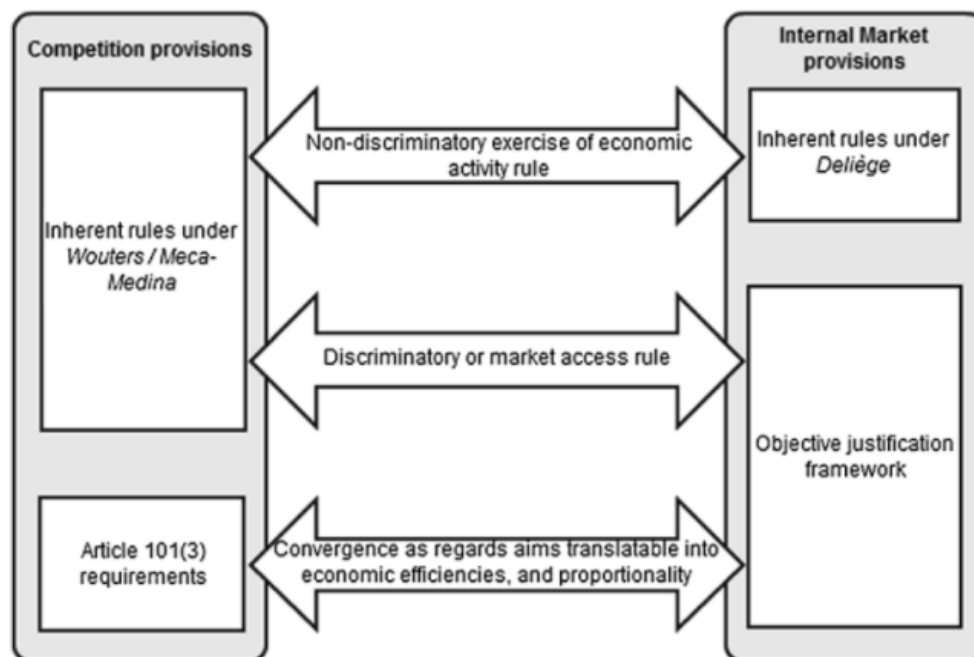 Competition provisions
Internal Market
provisions
Non-discriminatory exercise of economic
activity rule
Inherent rules under
Deliège
Inherent rules under
Wouters / Meca-
Medina
Discriminatory or market access rule
Objective justification
framework
Article 101(3)
requirements
Convergence as regards aims translatable into
economic efficiencies, and proportionality